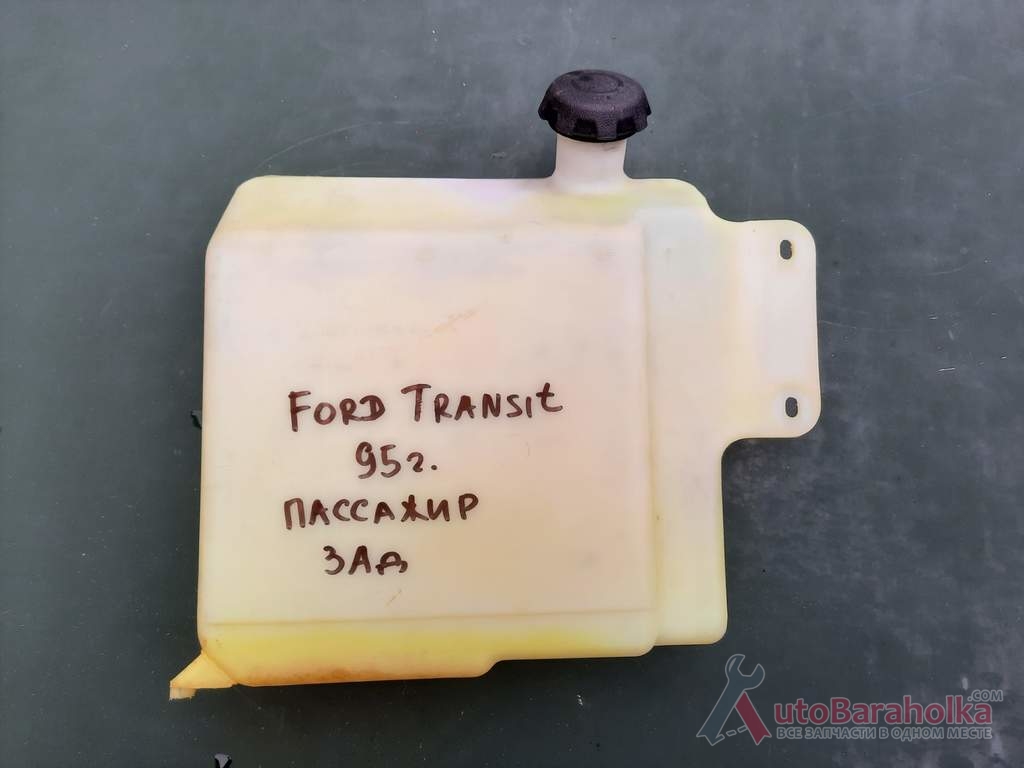 FORD TRANSIt
95г.
ПАССАЖИР
ЗАД
AutoBaraholka.COM
ВСЕ ЗАПЧАСТИ В ОДНОМ МЕСТЕ